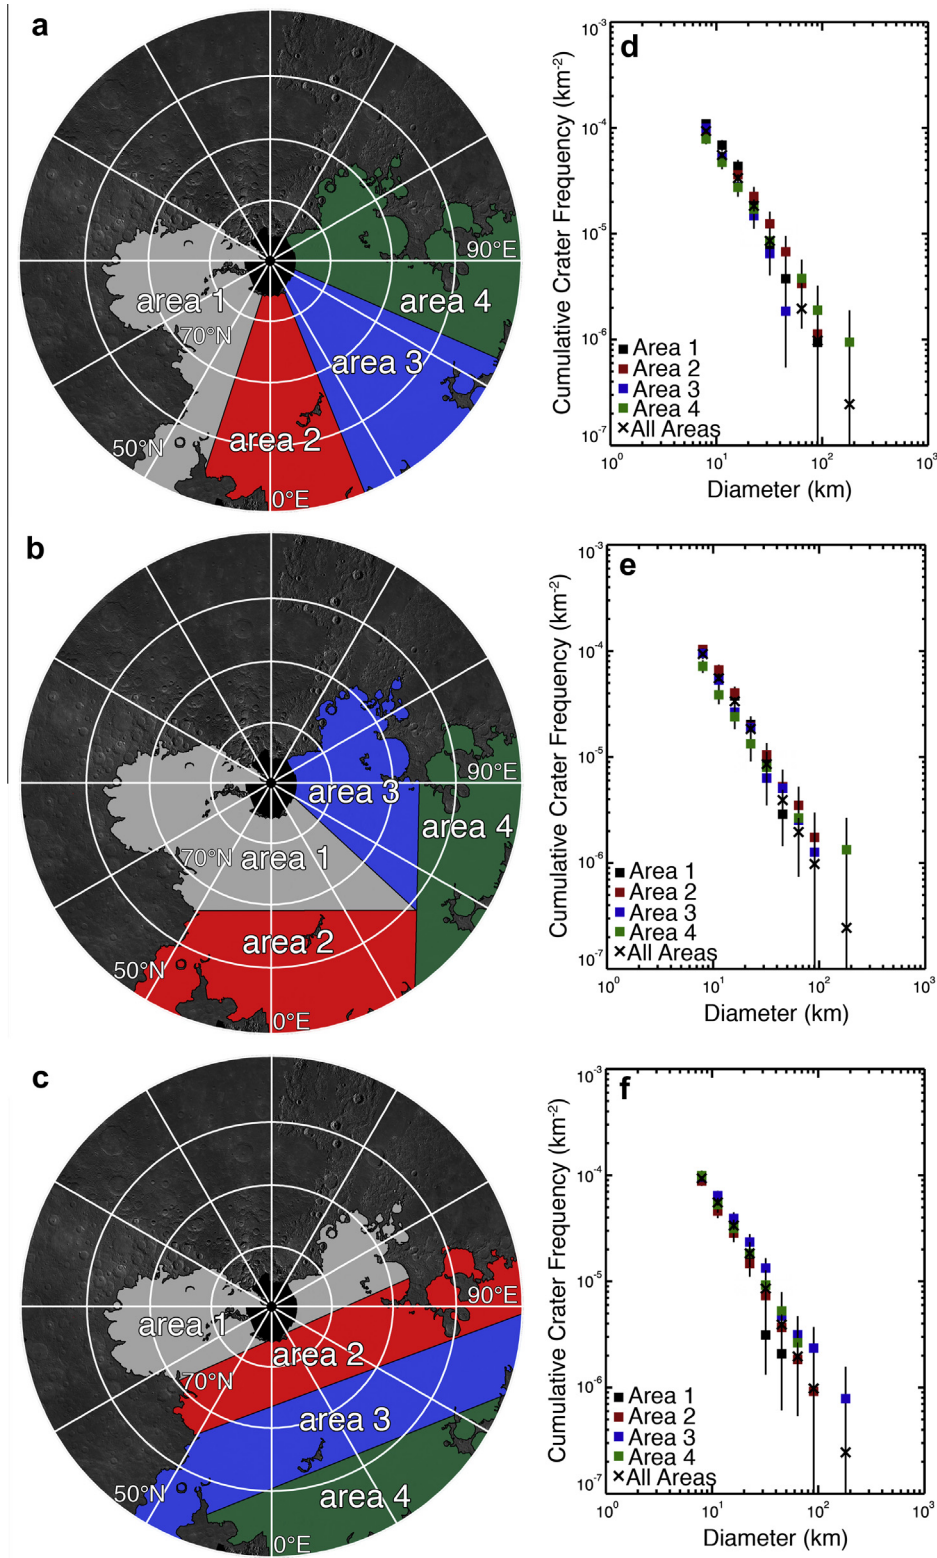 a
area 1
area 2
area 3
area 4
70°N
50°N
90°E
0°E
d
Cumulative Crater Frequency (km-2)
10-3
10-4
10-5
10-6
10-7
Area 1
Area 2
Area 3
Area 4
All Areas
100
101
102
103
Diameter (km)
b
area 1
area 2
area 3
area 4
70°N
50°N
90°E
0°E
e
Cumulative Crater Frequency (km-2)
10-3
10-4
10-5
10-6
10-7
Area 1
Area 2
Area 3
Area 4
All Areas
100
101
102
103
Diameter (km)
c
area 1
area 2
area 3
area 4
70°N
50°N
90°E
0°E
f
Cumulative Crater Frequency (km-2)
10-3
10-4
10-5
10-6
10-7
Area 1
Area 2
Area 3
Area 4
All Areas
100
101
102
103
Diameter (km)